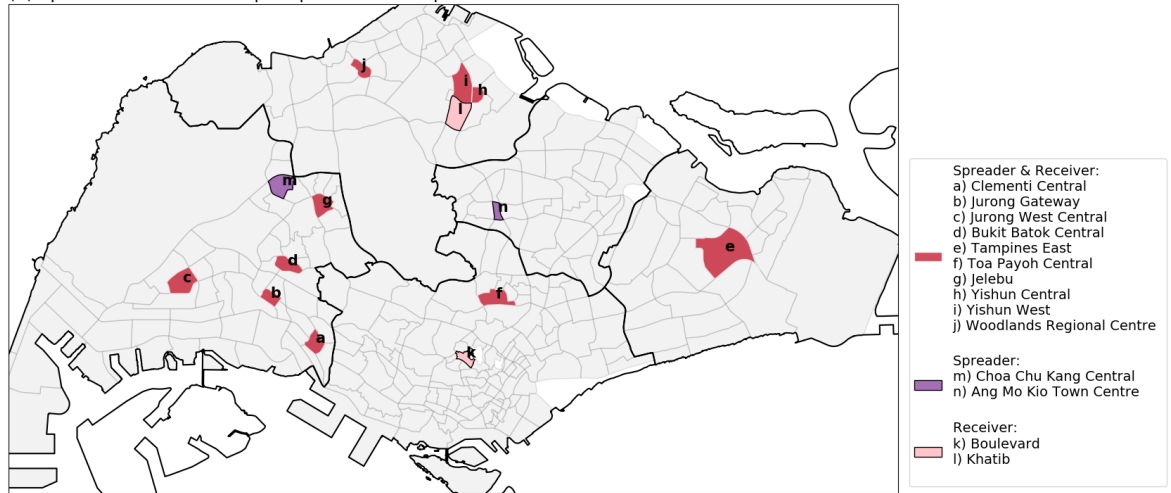 j
i
h
l
m
g
n
e
d
c
b
f
a
k
Spreader & Receiver:
a) Clementi Central
b) Jurong Gateway
c) Jurong West Central
d) Bukit Batok Central
e) Tampines East
f) Toa Payoh Central
g) Jelebu
h) Yishun Central
i) Yishun West
j) Woodlands Regional Centre
Spreader:
m) Choa Chu Kang Central
n) Ang Mo Kio Town Centre
Receiver:
k) Boulevard
l) Khatib